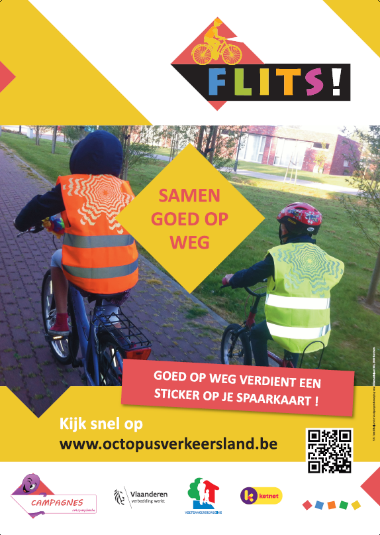 FLITS!
SAMEN
GOED OP
WEG
GOED OP WEG VERDIENT EEN
STICKER OP JE SPAARKAART !
Kijk snel op
www.octopusverkeersland.be
CAMPAGNES
Vlaanderen
verbeelding werkt
ketnet